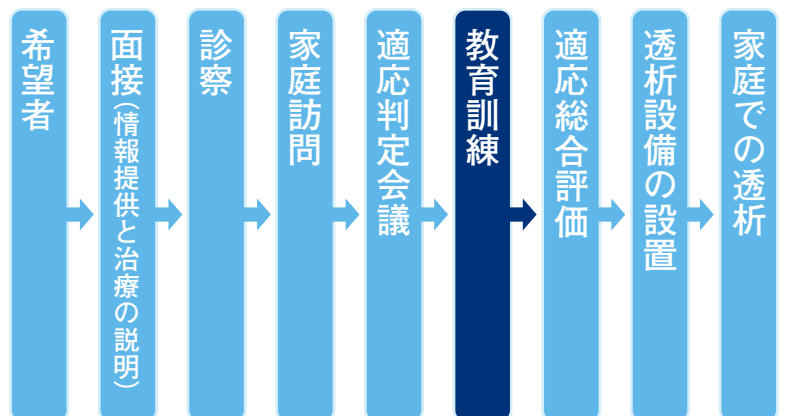 希望者
面接（情報提供と治療の説明）
診察
家庭訪問
適応判定会議
教育訓練
適応総合評価
透析設備の設置
家庭での透析